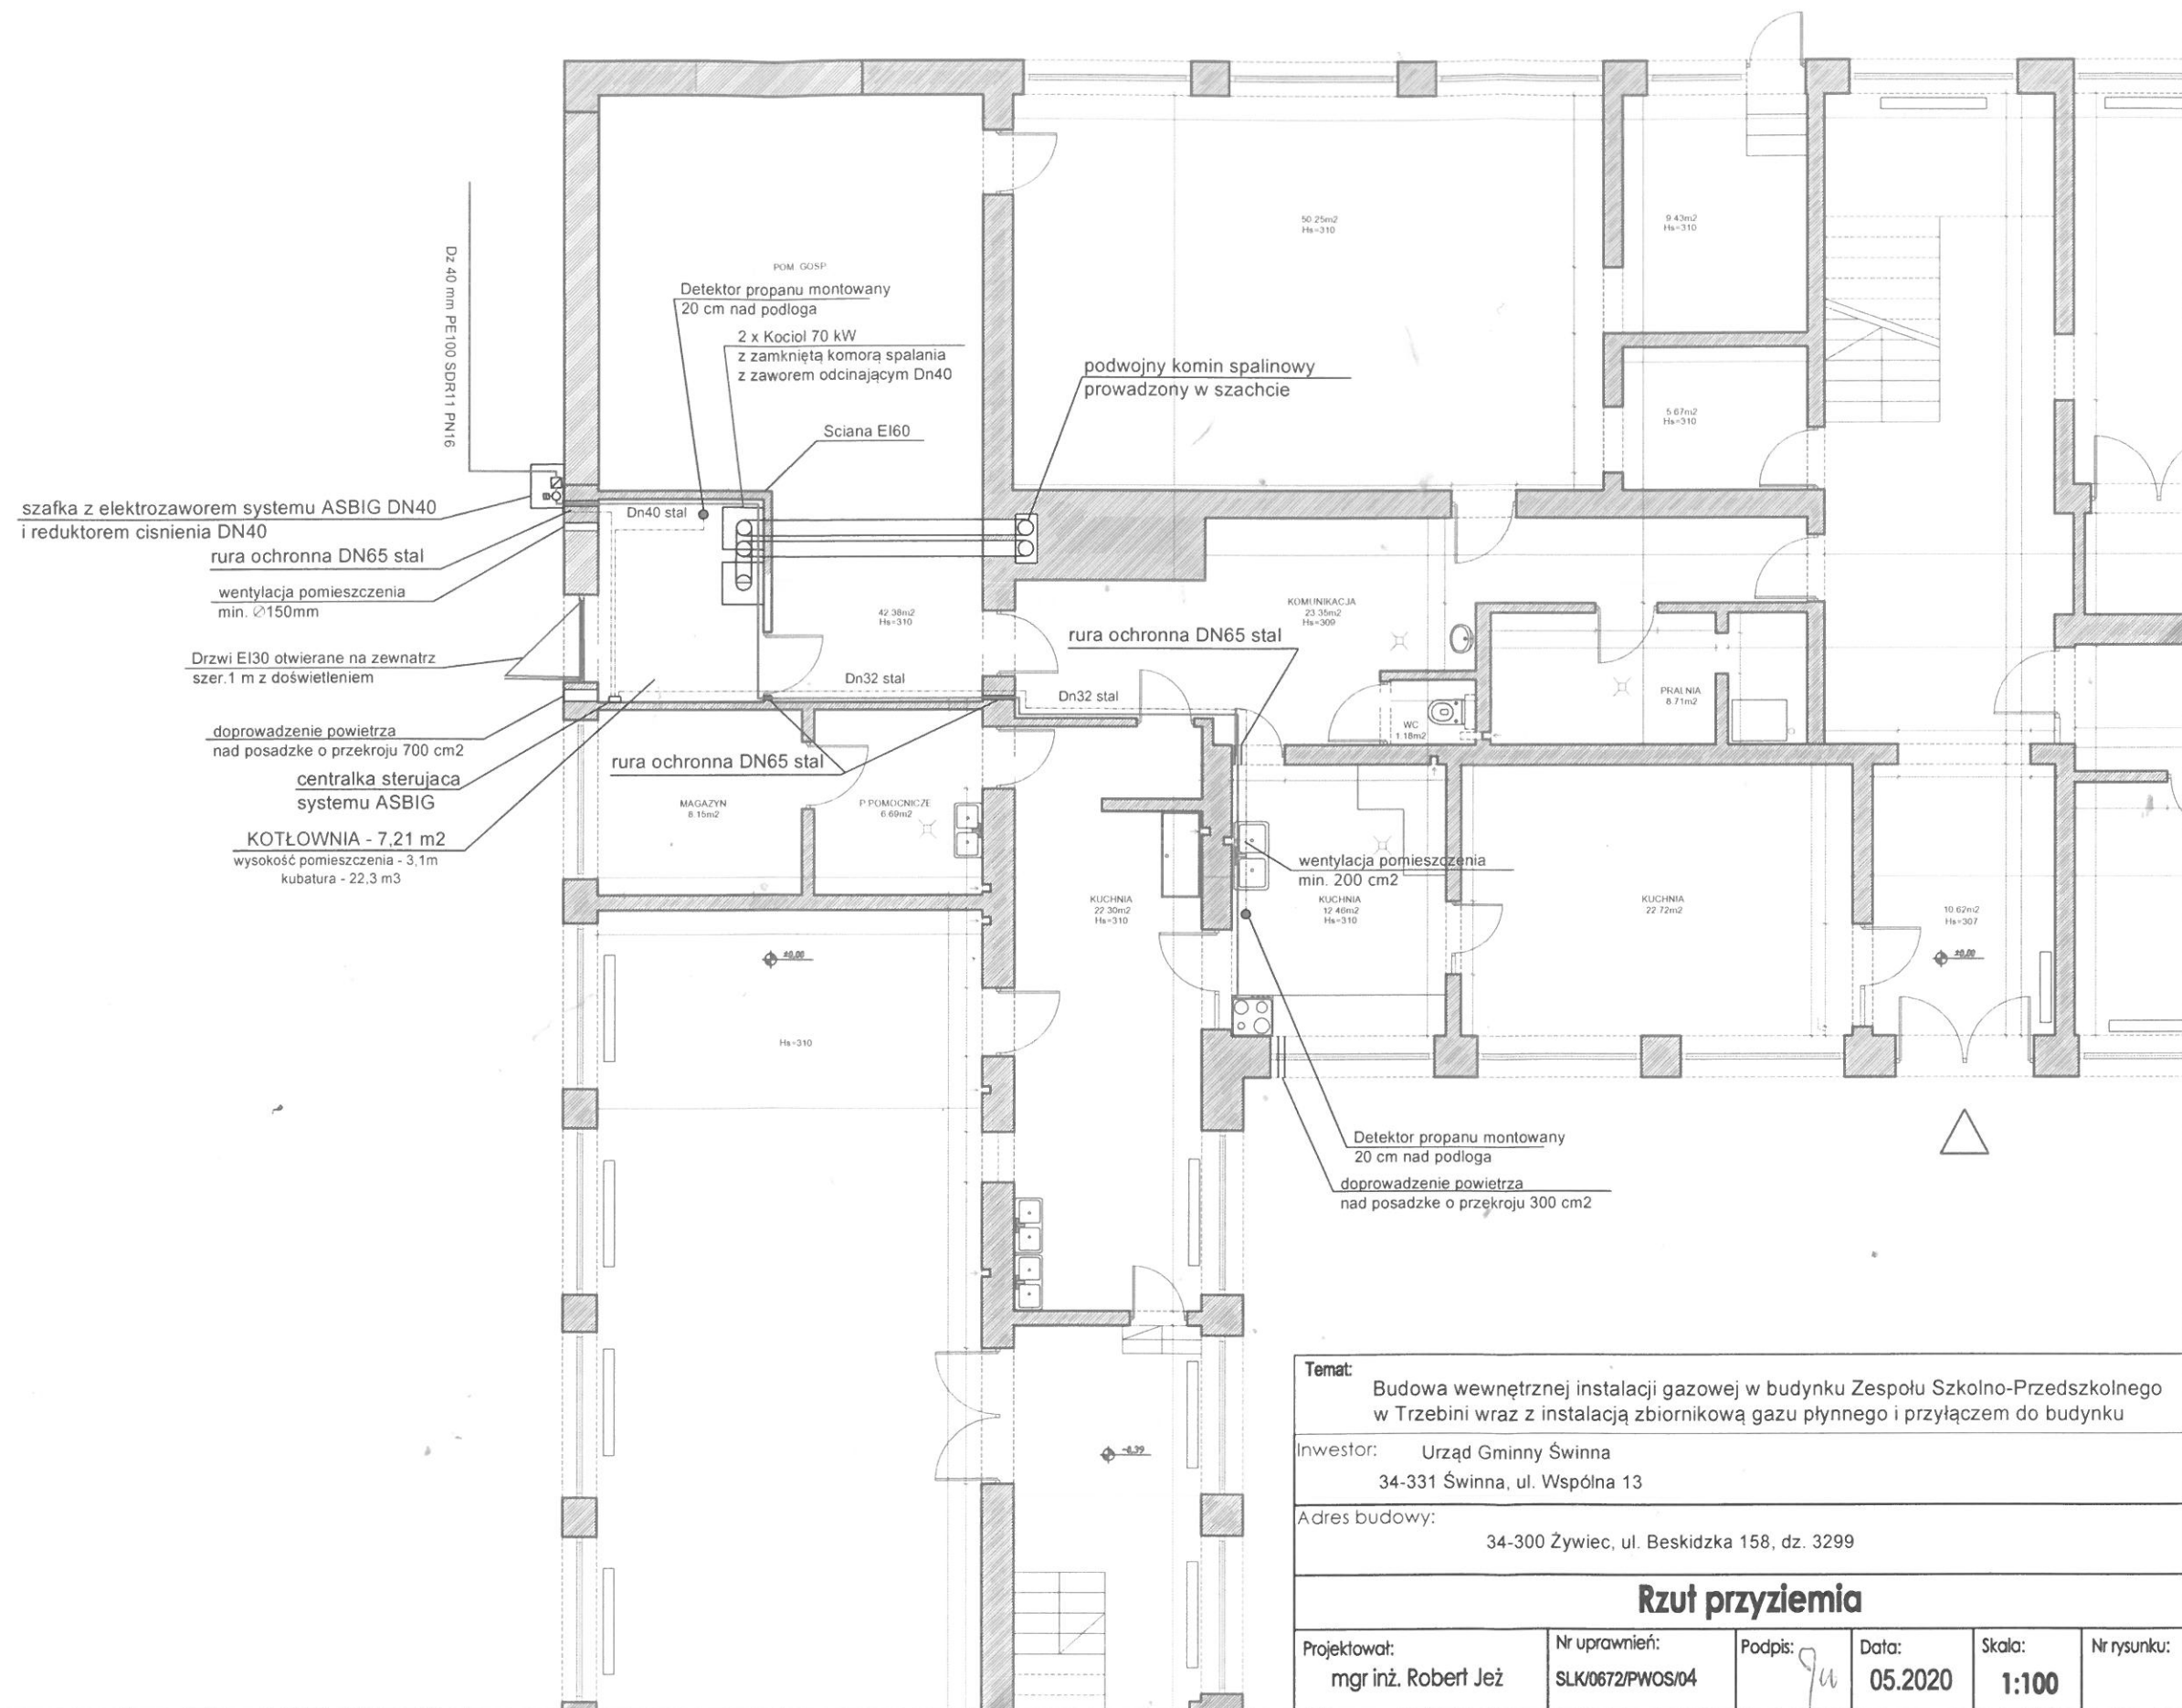 50.25m2
Hs=310
9.43m2
Hs=310
POM. GOSP
Detektor propanu montowany
20 cm nad podloga
2 x Kociol 70 kW
z zamkniętą komorą spalania
z zaworem odcinającym Dn40
podwojny komin spalinowy
prowadzony w szachcie
Dz 40 mm PE100 SDR11 PN16
5.67m2
Hs=310
Sciana EI60
szafka z elektrozaworem systemu ASBIG DN40
i reduktorem cisnienia DN40
Dn40 stal
rura ochronna DN65 stal
wentylacja pomieszczenia
min. ∅150mm
42.38m2
Hs=310
KOMUNIKACJA
23.35m2
Hs=309
rura ochronna DN65 stal
Drzwi EI30 otwierane na zewnatrz
szer.1 m z doświetleniem
Dn32 stal
Dn32 stal
PRALNIA
8.71m2
WC
1.18m2
doprowadzenie powietrza
nad posadzke o przekroju 700 cm2
rura ochronna DN65 stal
centralka sterujaca
systemu ASBIG
MAGAZYN
8.15m2
P.POMOCNICZE
6.69m2
KOTŁOWNIA - 7,21 m2
wysokość pomieszczenia - 3,1m
kubatura - 22,3 m3
wentylacja pomieszczenia
min. 200 cm2
KUCHNIA
22.30m2
Hs=310
KUCHNIA
12.46m2
Hs=310
KUCHNIA
22.72m2
10.62m2
Hs=307
±0,00
±0,00
Hs=310
Detektor propanu montowany
20 cm nad podloga
doprowadzenie powietrza
nad posadzke o przekroju 300 cm2
-0,39
Temat:
Budowa wewnętrznej instalacji gazowej w budynku Zespołu Szkolno-Przedszkolnego
w Trzebini wraz z instalacją zbiornikową gazu płynnego i przyłączem do budynku
Inwestor: Urząd Gminny Świnna
34-331 Świnna, ul. Wspólna 13
Adres budowy:
34-300 Żywiec, ul. Beskidzka 158, dz. 3299
Rzut przyziemia
Projektował: Nr uprawnień: Podpis: Data: Skala: Nr rysunku:
mgr inż. Robert Jeż SLK/0672/PWOS/04 05.2020 1:100